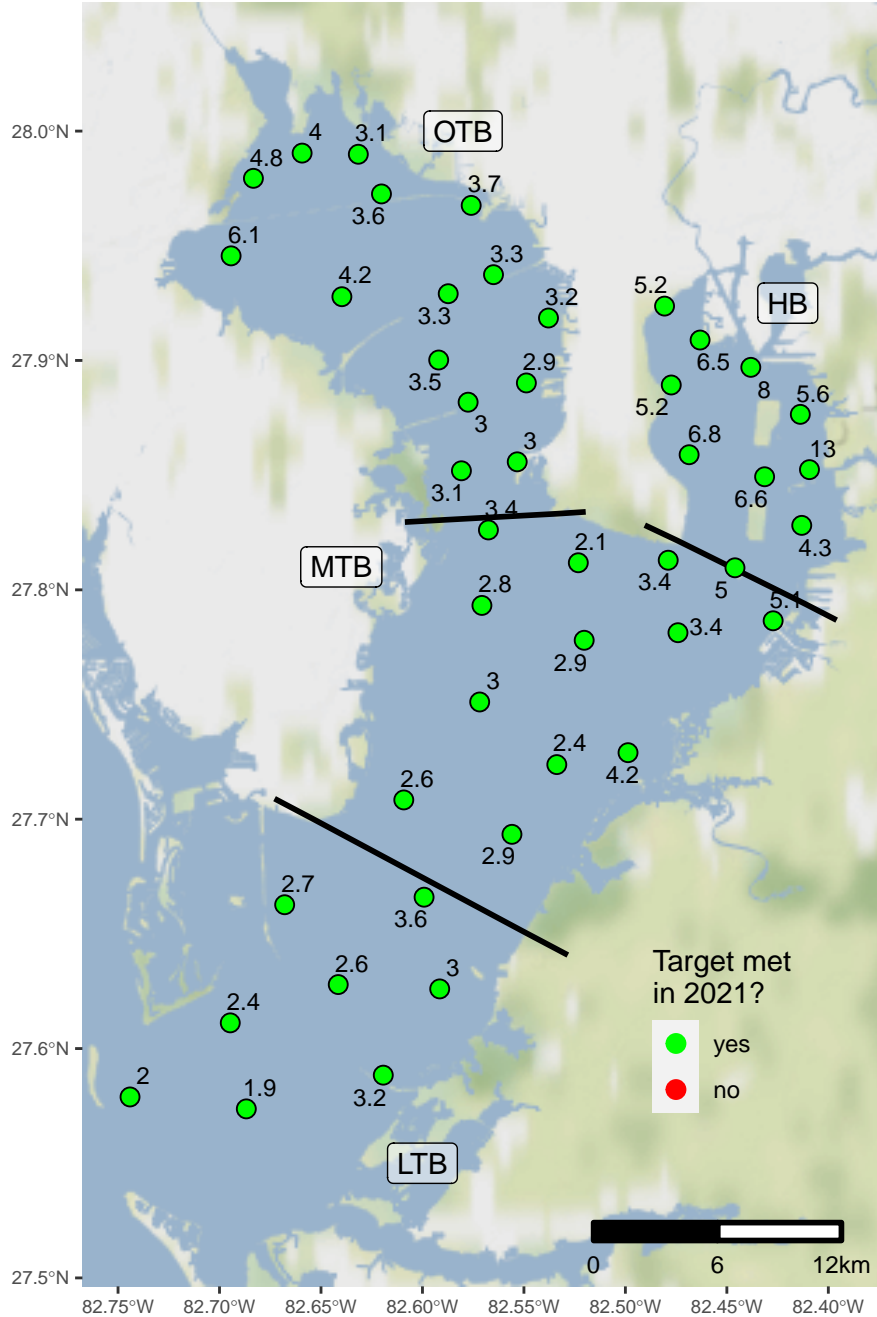 28.0°N
4
3.1
OTB
4.8
3.7
3.6
6.1
3.3
4.2
3.3
3.2
5.2
HB
27.9°N
6.5
3.5
2.9
8
5.2
5.6
3
6.8
13
3
3.1
6.6
3.4
4.3
MTB
2.1
3.4
5
27.8°N
2.8
5.1
3.4
2.9
3
2.4
4.2
2.6
27.7°N
2.9
2.7
3.6
2.6
3
Target met
in 2021?
2.4
yes
27.6°N
2
1.9
3.2
no
LTB
0
6
12km
27.5°N
82.75°W
82.70°W
82.65°W
82.60°W
82.55°W
82.50°W
82.45°W
82.40°W